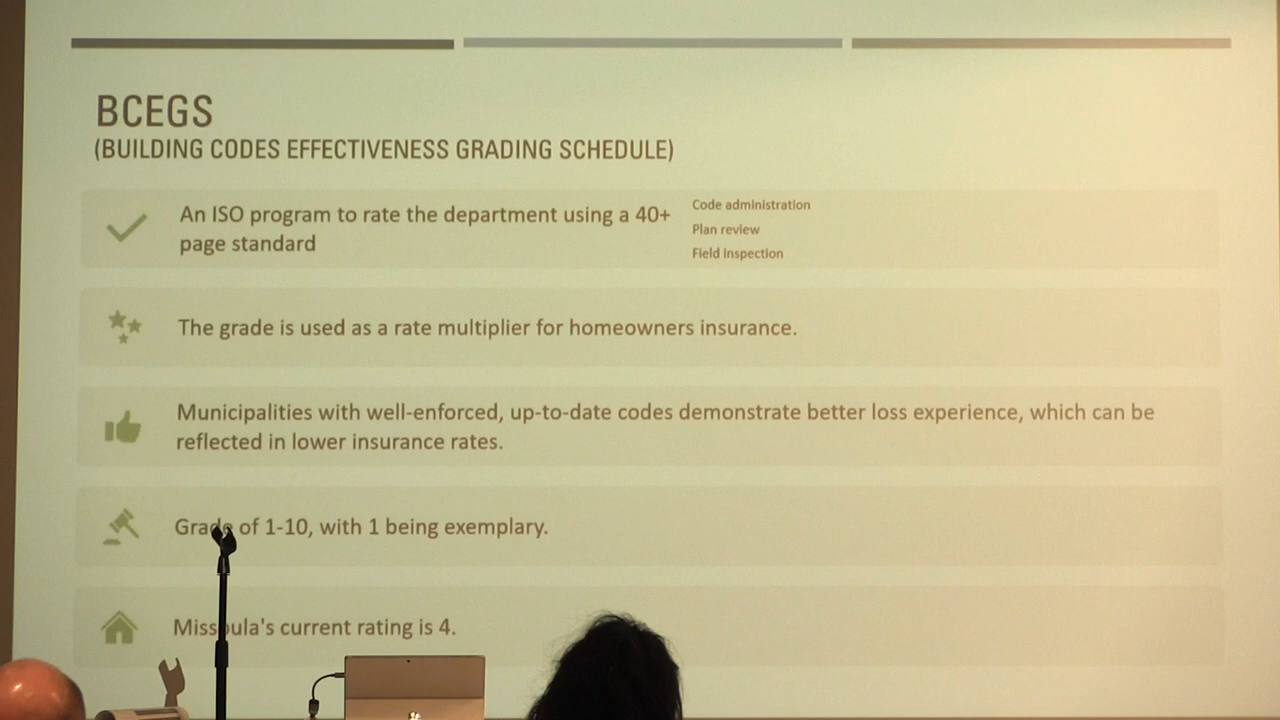 BCEGS
(BUILDING CODES EFFECTIVENESS GRADING SCHEDULE)
An ISO program to rate the department using a 40+
page standard
Code administration
Plan review
Field inspection
The grade is used as a rate multiplier for homeowners insurance.
Municipalities with well-enforced, up-to-date codes demonstrate better loss experience, which can be
reflected in lower insurance rates.
Grade of 1-10, with 1 being exemplary.
Missoula's current rating is 4.